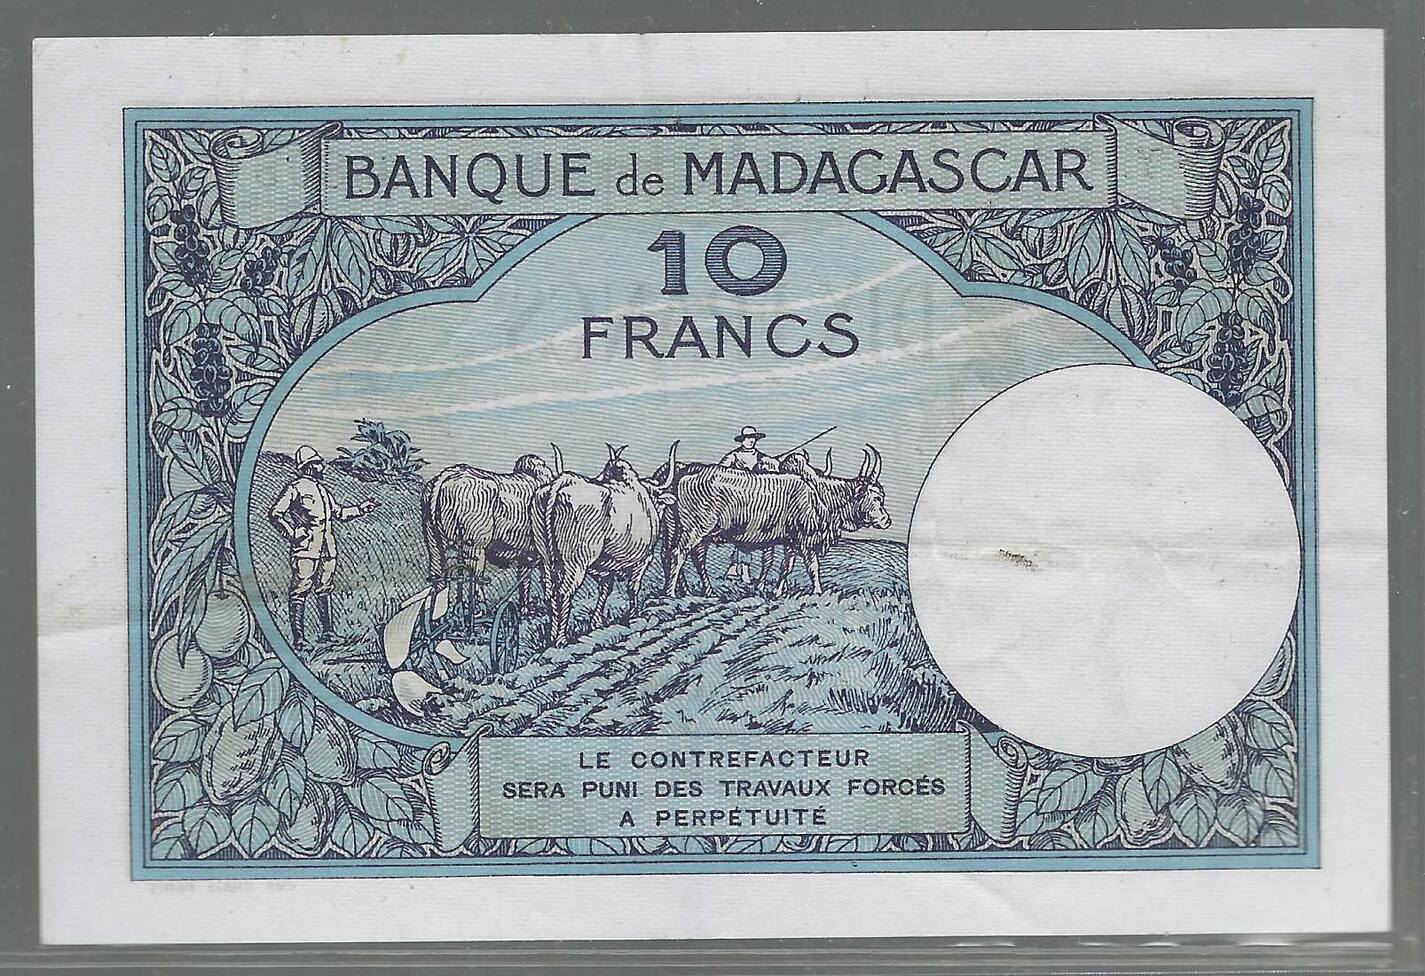 BANQUE de MADAGASCAR
10
FRANCS
LE CONTREFACTEUR
SERA PUNI DES TRAVAUX FORCÉS
A PERPÉTUITÉ